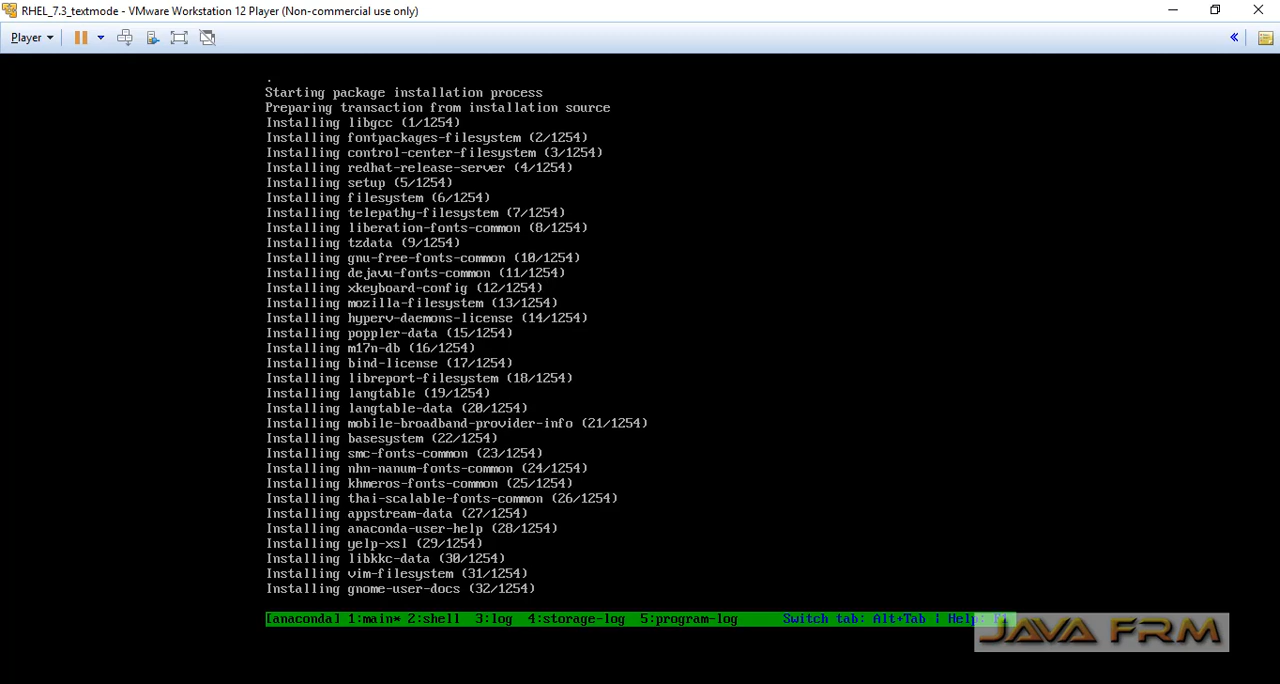 RHEL_7.3_textmode - VMware Workstation 12 Player (Non-commercial use only)
Player
.
Starting package installation process
Preparing transaction from installation source
Installing libgcc (1/1254)
Installing fontpackages-filesystem (2/1254)
Installing control-center-filesystem (3/1254)
Installing redhat-release-server (4/1254)
Installing setup (5/1254)
Installing filesystem (6/1254)
Installing telepathy-filesystem (7/1254)
Installing liberation-fonts-common (8/1254)
Installing tzdata (9/1254)
Installing gnu-free-fonts-common (10/1254)
Installing dejavu-fonts-common (11/1254)
Installing xkeyboard-config (12/1254)
Installing mozilla-filesystem (13/1254)
Installing hyperv-daemons-license (14/1254)
Installing poppler-data (15/1254)
Installing m17n-db (16/1254)
Installing bind-license (17/1254)
Installing libreport-filesystem (18/1254)
Installing langtable (19/1254)
Installing langtable-data (20/1254)
Installing mobile-broadband-provider-info (21/1254)
Installing basesystem (22/1254)
Installing smc-fonts-common (23/1254)
Installing nhn-nanum-fonts-common (24/1254)
Installing khmeros-fonts-common (25/1254)
Installing thai-scalable-fonts-common (26/1254)
Installing appstream-data (27/1254)
Installing anaconda-user-help (28/1254)
Installing yelp-xsl (29/1254)
Installing libkkc-data (30/1254)
Installing vim-filesystem (31/1254)
Installing gnome-user-docs (32/1254)
[anaconda] 1:main* 2:shell  3:log  4:storage-log  5:program-log      Switch tab: Alt+Tab | Help:
JAVA FRM